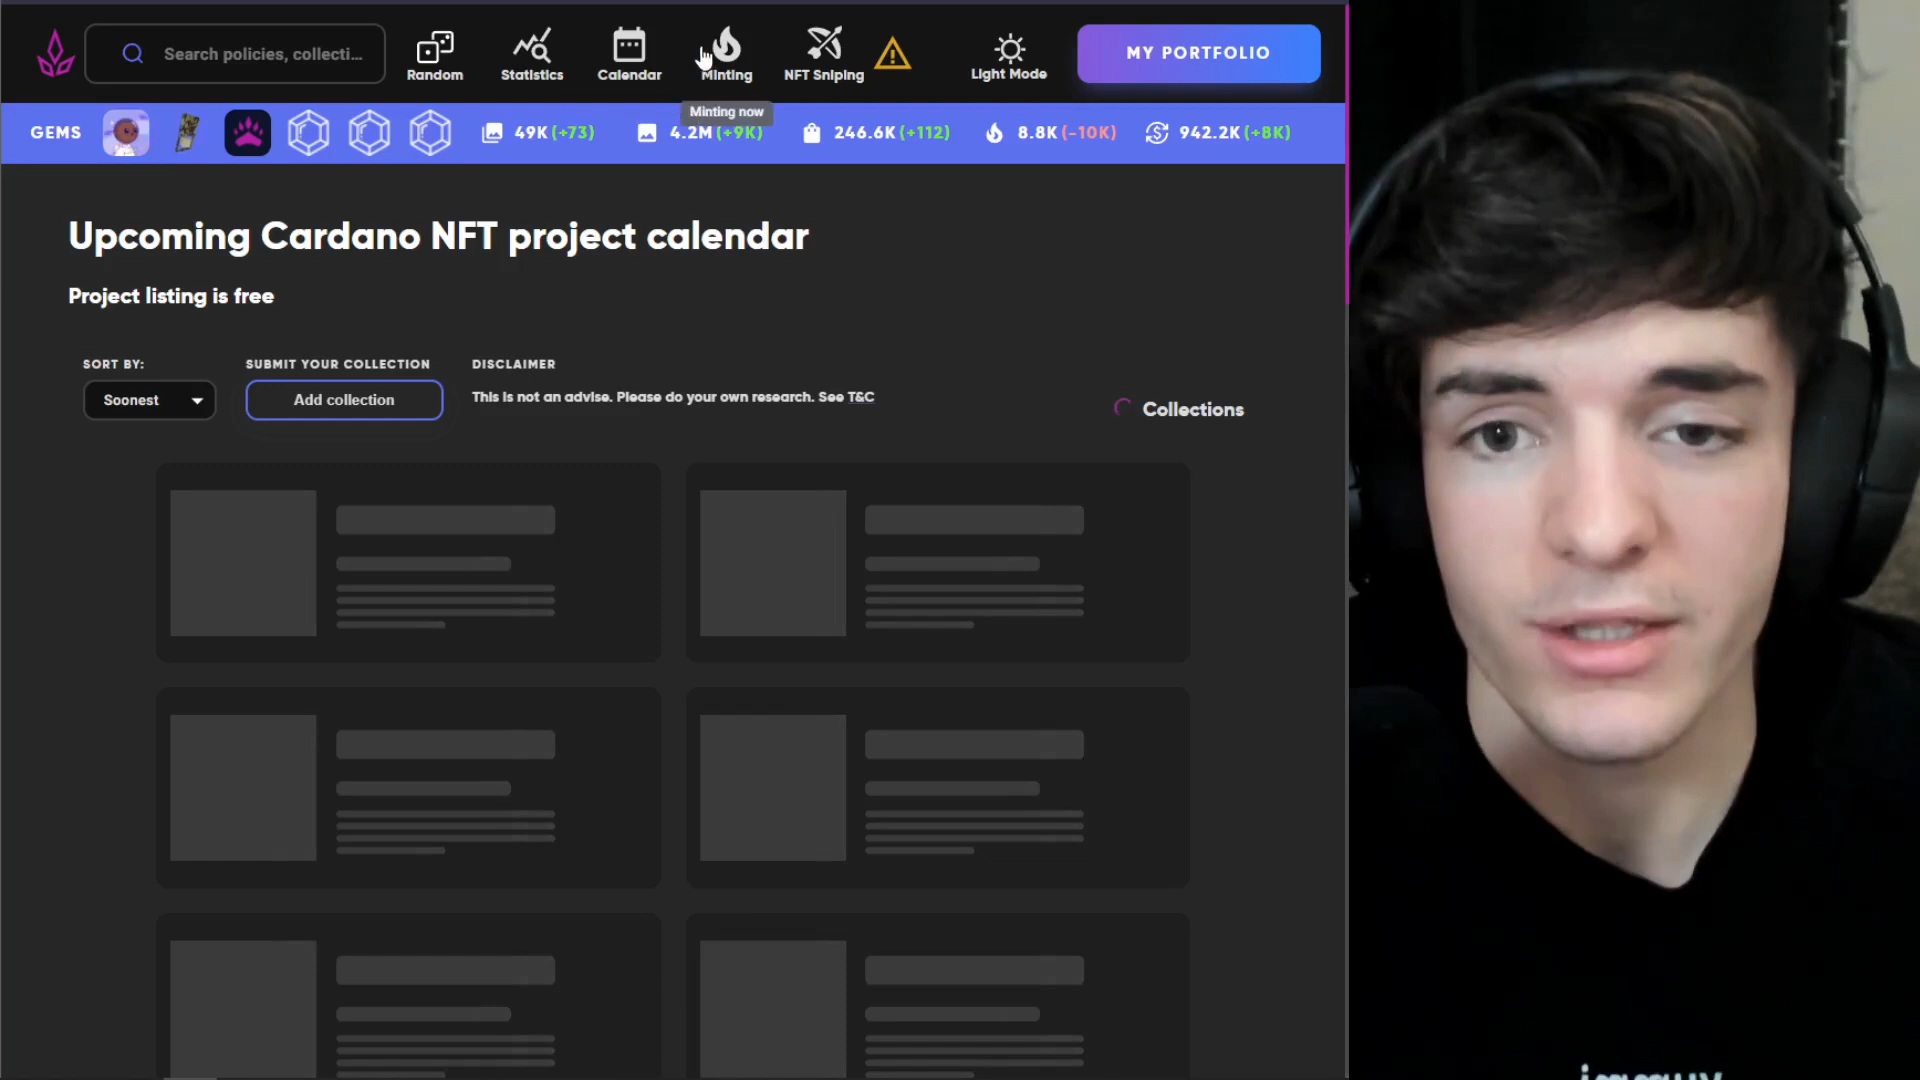 Search policies, collecti...
Random
Statistics
Calendar
Minting
NFT Sniping
Light Mode
MY PORTFOLIO
Minting now
GEMS
49K (+73)
4.2M (+9K)
246.6K (+112)
8.8K (-10K)
942.2K (+8K)
Upcoming Cardano NFT project calendar
Project listing is free
SORT BY:
SUBMIT YOUR COLLECTION
DISCLAIMER
Soonest
Add collection
This is not an advise. Please do your own research. See T&C
Collections